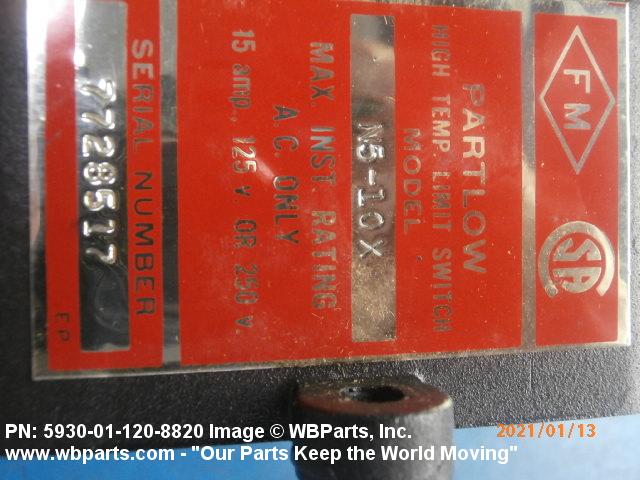 FM
SA
PARTLOW
HIGH TEMP LIMIT SWITCH
MODEL
N5-10X
MAX. INST. RATING
A.C. ONLY
15 amp., 125 v. OR 250 v.
SERIAL NUMBER
7728517
F.P.
PN: 5930-01-120-8820 Image © WBParts, Inc.
2021/01/13
www.wbparts.com - "Our Parts Keep the World Moving"